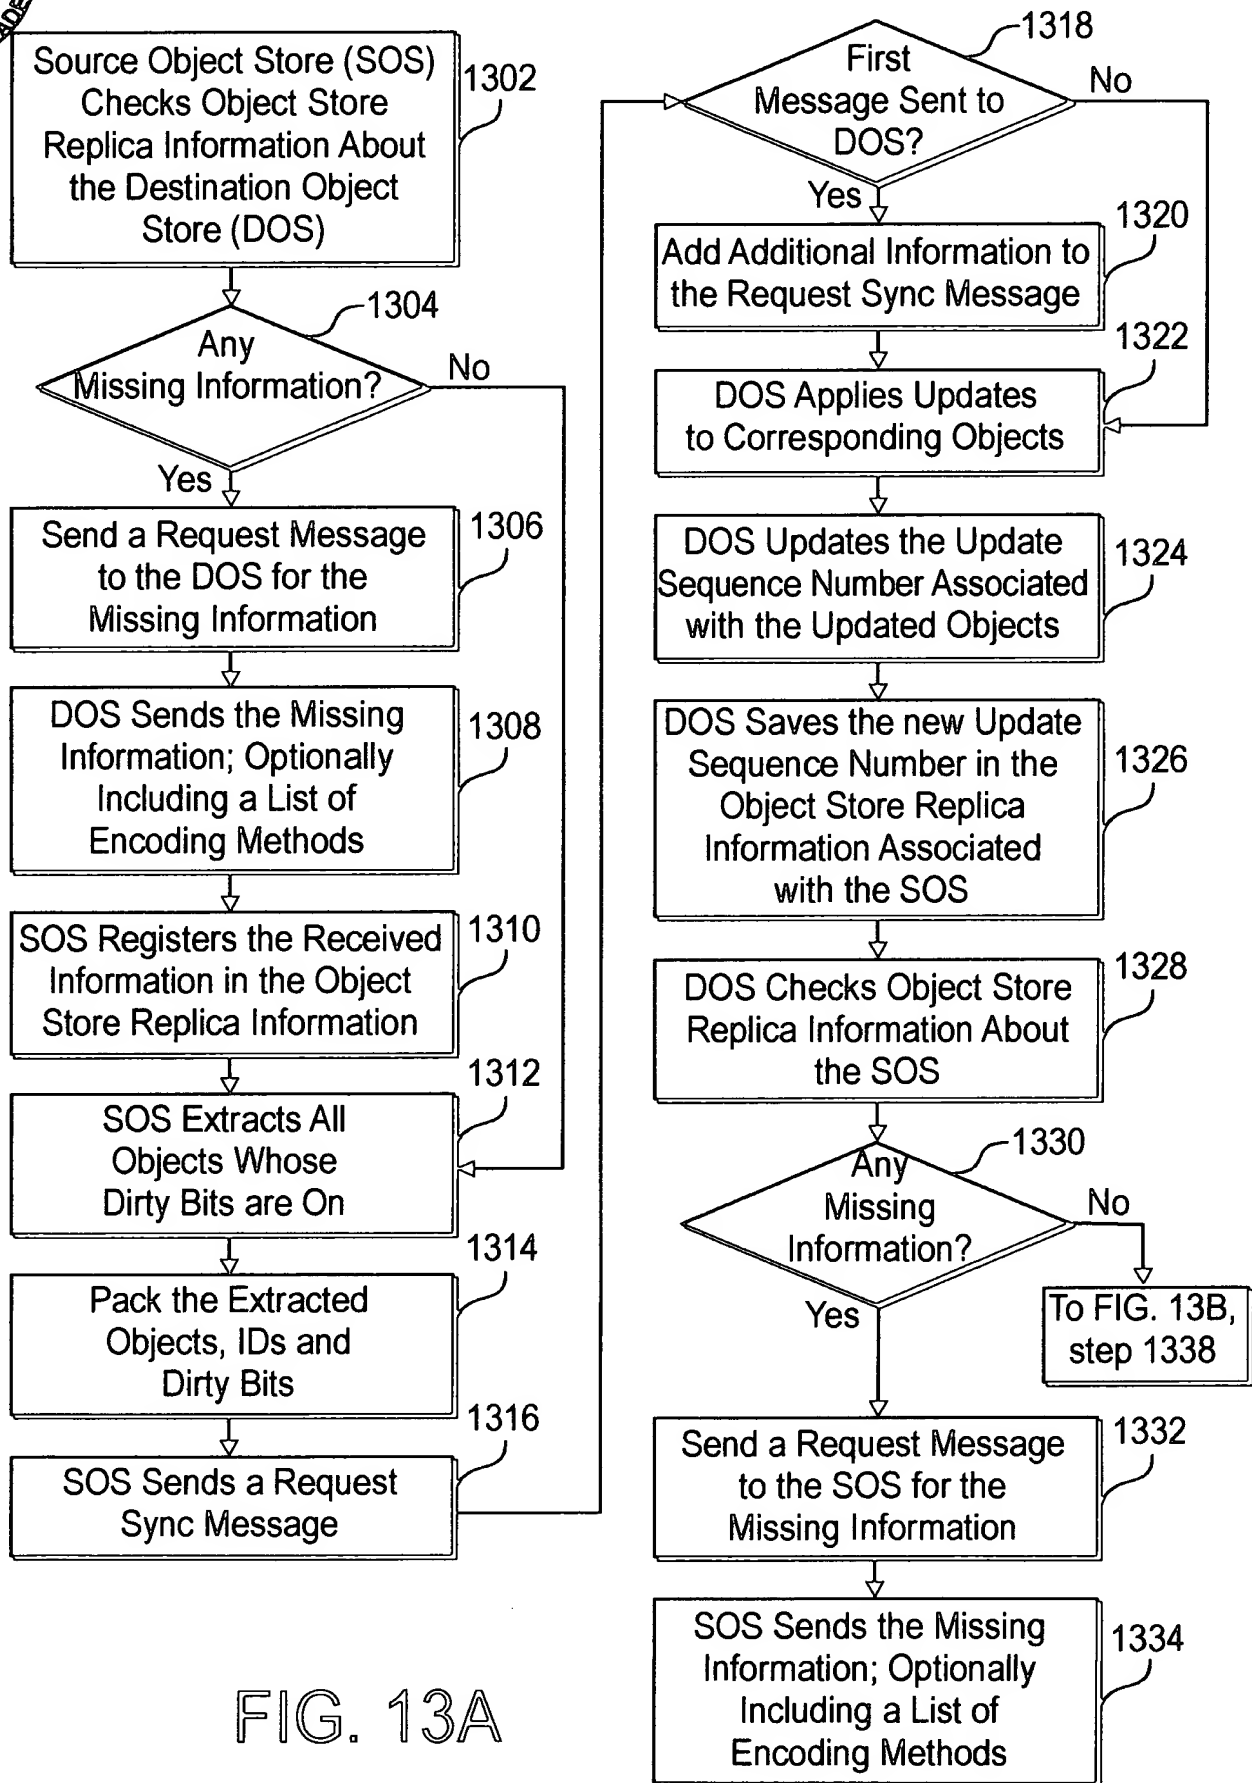 Source Object Store (SOS)
Checks Object Store
Replica Information About
the Destination Object
Store (DOS)
1302
1304
Any
Missing Information?
No
Yes
Send a Request Message
to the DOS for the
Missing Information
1306
DOS Sends the Missing
Information; Optionally
Including a List of
Encoding Methods
1308
SOS Registers the Received
Information in the Object
Store Replica Information
1310
1312
SOS Extracts All
Objects Whose
Dirty Bits are On
1314
Pack the Extracted
Objects, IDs and
Dirty Bits
1316
SOS Sends a Request
Sync Message
1318
First
Message Sent to
DOS?
No
Yes
1320
Add Additional Information to
the Request Sync Message
1322
DOS Applies Updates
to Corresponding Objects
DOS Updates the Update
Sequence Number Associated
with the Updated Objects
1324
DOS Saves the new Update
Sequence Number in the
Object Store Replica
Information Associated
with the SOS
1326
DOS Checks Object Store
Replica Information About
the SOS
1328
1330
Any
Missing
Information?
No
Yes
To FIG. 13B,
step 1338
Send a Request Message
to the SOS for the
Missing Information
1332
SOS Sends the Missing
Information; Optionally
Including a List of
Encoding Methods
1334
FIG. 13A